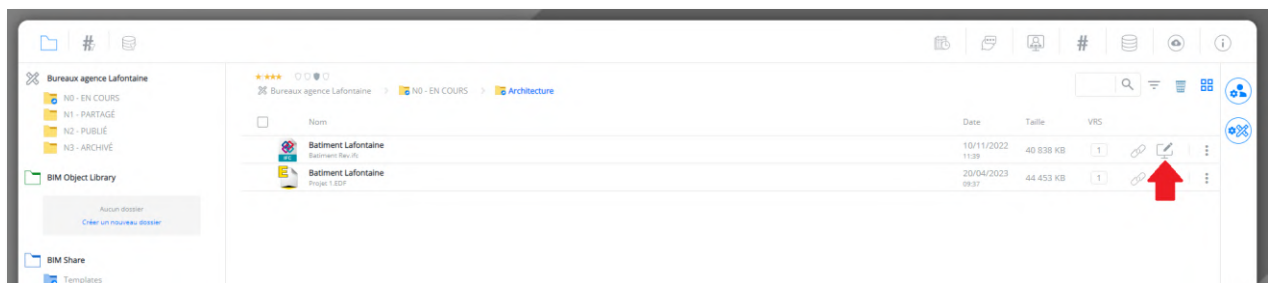 Bureaux agence Lafontaine
N0 - EN COURS
N1 - PARTAGÉ
N2 - PUBLIÉ
N3 - ARCHIVÉ
BIM Object Library
Aucun dossier
Créer un nouveau dossier
BIM Share
Templates
Bureaux agence Lafontaine > N0 - EN COURS > Architecture
Nom Date Taille VRS
Batiment Lafontaine 10/11/2022 40 838 KB 1
IFC Batiment Rev.ifc 11:39
Batiment Lafontaine 20/04/2023 44 453 KB 1
Projet 1.EDF 09:37